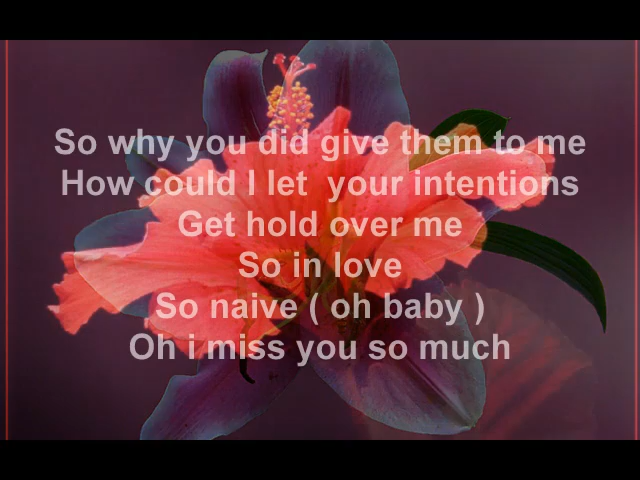 So why you did give them to me
How could I let  your intentions
Get hold over me
So in love
So naive ( oh baby )
Oh i miss you so much